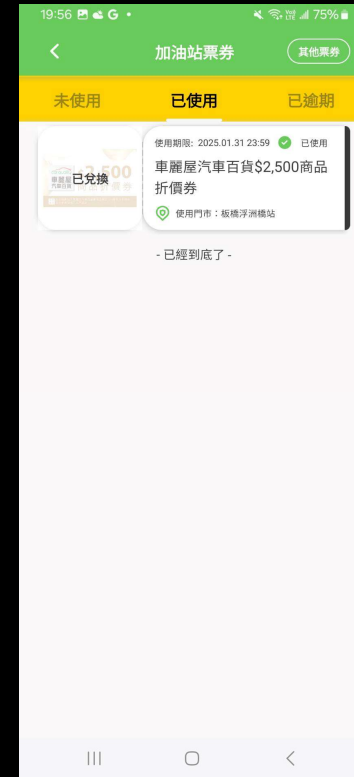 19:56 G 75%
加油站票券 其他票券
未使用 已使用 已逾期
使用期限: 2025.01.31 23:59 已使用
已兌換
車麗屋汽車百貨$2,500商品
折價券
使用門市：板橋浮洲橋站
- 已經到底了 -